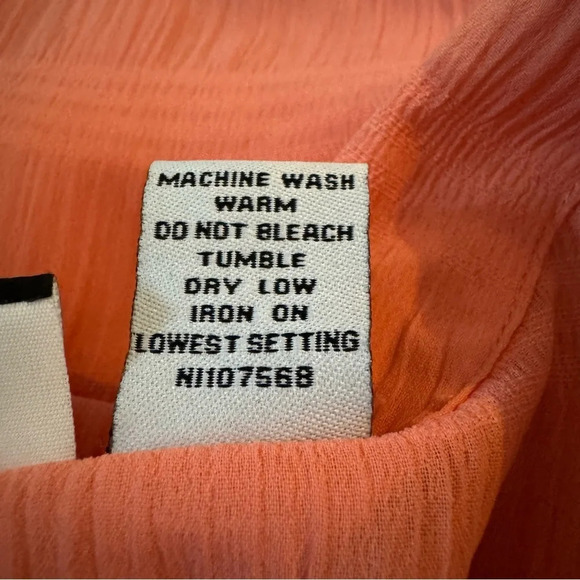 MACHINE WASH
WARM
DO NOT BLEACH
TUMBLE
DRY LOW
IRON ON
LOWEST SETTING
NI107568